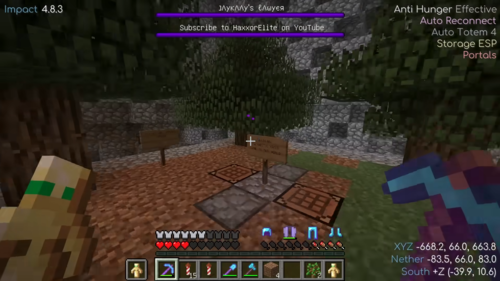 Impact 4.8.3
Subscribe to HaxxorElite on YouTube
Anti Hunger Effective
Auto Reconnect
Auto Totem 4
Storage ESP
Portals
XYZ -668.2, 66.0, 663.8
Nether -83.5, 66.0, 83.0
South +Z (-39.9, 10.6)